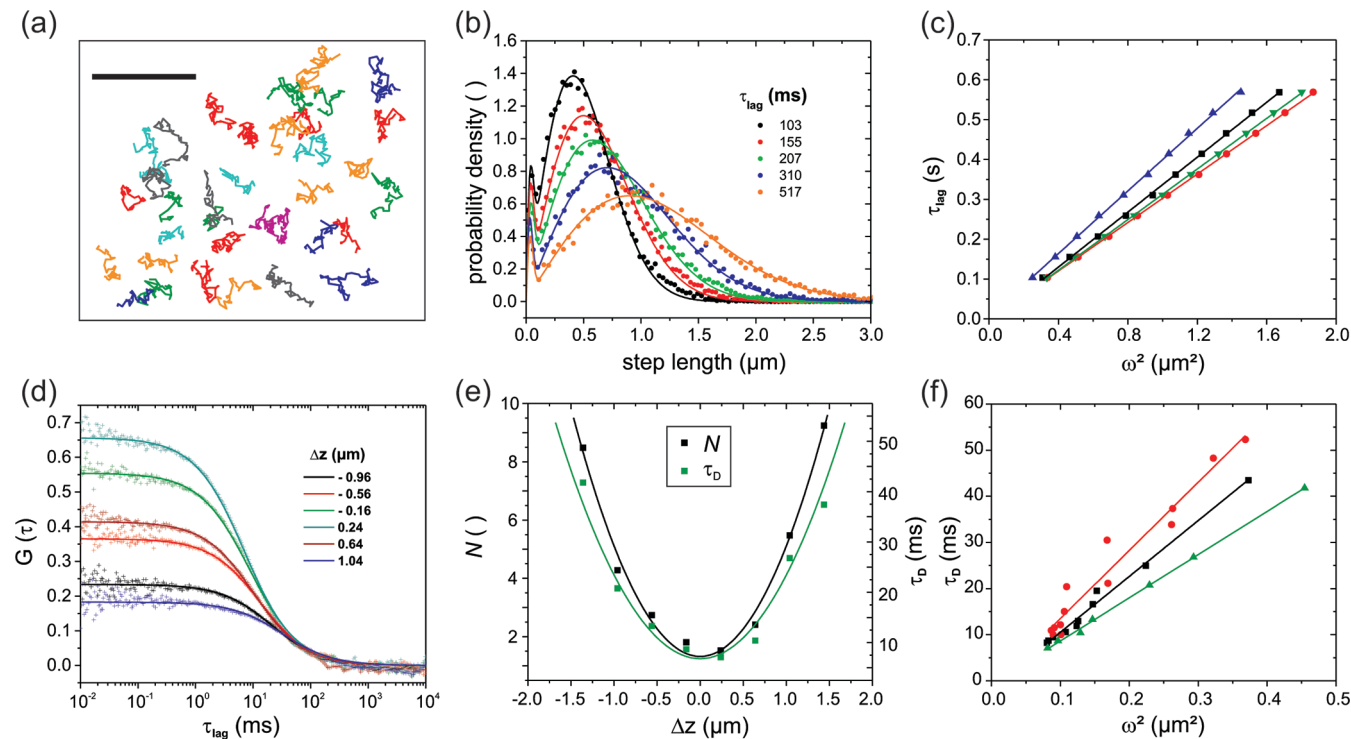 (a)
(b)
probability density ( )
1.4
1.2
1.0
0.8
0.6
0.4
0.2
0.0
0.0 0.5 1.0 1.5 2.0 2.5 3.0
step length (μm)
τlag (ms)
103
155
207
310
517
(c)
τlag (s)
0.7
0.6
0.5
0.4
0.3
0.2
0.1
0.0
0.0 0.4 0.8 1.2 1.6 2.0
ω² (μm²)
(d)
G (τ)
0.7
0.6
0.5
0.4
0.3
0.2
0.1
0.0
10⁻² 10⁻¹ 10⁰ 10¹ 10² 10³ 10⁴
τlag (ms)
Δz (μm)
- 0.96
- 0.56
- 0.16
0.24
0.64
1.04
(e)
N ( )
10
8
6
4
2
-2.0 -1.5 -1.0 -0.5 0.0 0.5 1.0 1.5 2.0
Δz (μm)
N
τD
50
40
30
20
10
τD (ms)
(f)
τD (ms)
60
50
40
30
20
10
0
0.0 0.1 0.2 0.3 0.4 0.5
ω² (μm²)